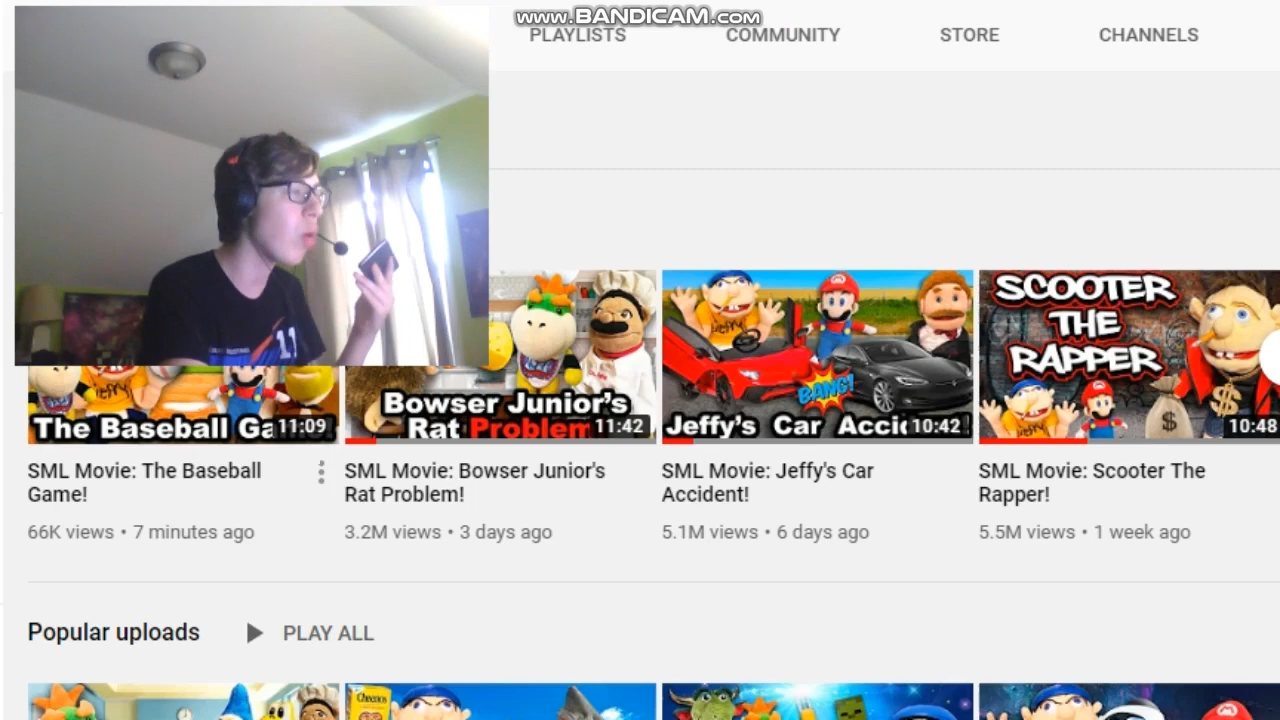 www.BANDICAM.com
PLAYLISTS COMMUNITY STORE CHANNELS
11
SCOOTER
THE
RAPPER
BANG!
Jeffy
The Baseball Ga 11:09
Bowser Junior's
Rat Problem! 11:42
Jeffy's Car Acci 10:42
10:48
SML Movie: The Baseball
Game!
66K views • 7 minutes ago
SML Movie: Bowser Junior's
Rat Problem!
3.2M views • 3 days ago
SML Movie: Jeffy's Car
Accident!
5.1M views • 6 days ago
SML Movie: Scooter The
Rapper!
5.5M views • 1 week ago
Popular uploads PLAY ALL
Cheesos